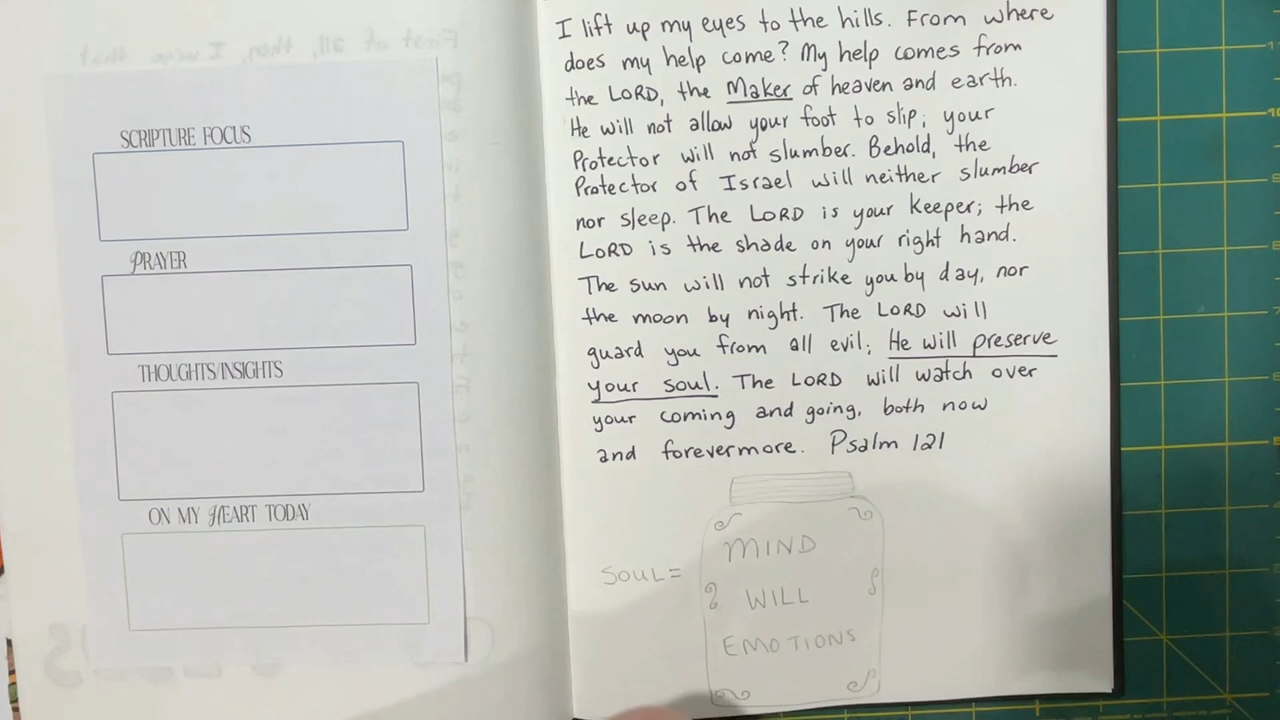 First of all, then, I urge that
SCRIPTURE FOCUS
PRAYER
THOUGHTS/INSIGHTS
ON MY HEART TODAY
I lift up my eyes to the hills. From where
does my help come? My help comes from
the LORD, the Maker of heaven and earth.
He will not allow your foot to slip; your
Protector will not slumber. Behold, the
Protector of Israel will neither slumber
nor sleep. The LORD is your keeper; the
LORD is the shade on your right hand.
The sun will not strike you by day, nor
the moon by night. The LORD will
guard you from all evil; He will preserve
your soul. The LORD will watch over
your coming and going, both now
and forevermore. Psalm 121
SOUL=
MIND
WILL
EMOTIONS